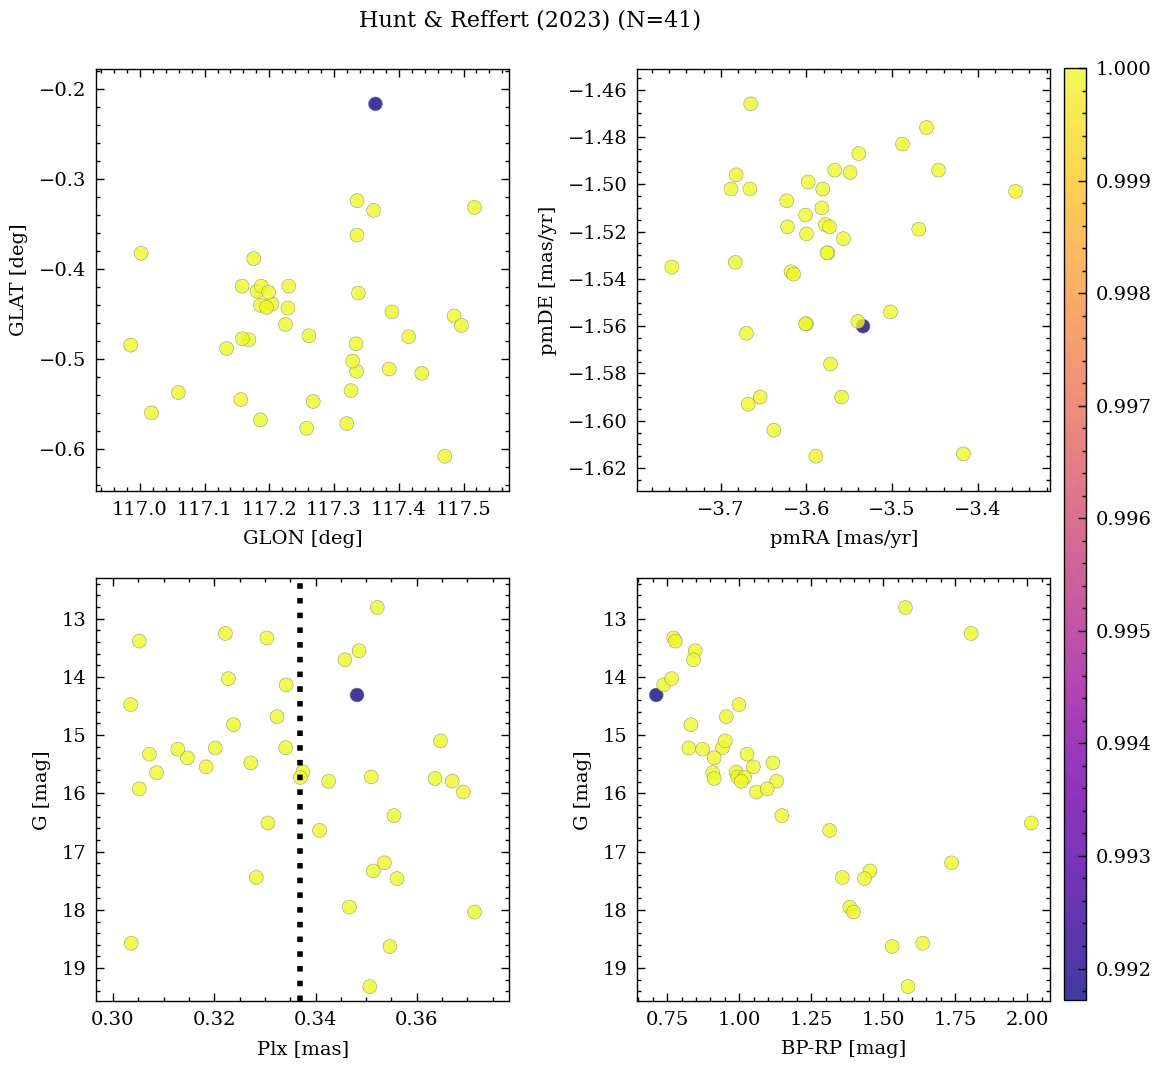 Hunt & Reffert (2023) (N=41)
−0.2
−0.3
−0.4
−0.5
−0.6
GLAT [deg]
117.0 117.1 117.2 117.3 117.4 117.5
GLON [deg]
−1.46
−1.48
−1.50
−1.52
−1.54
−1.56
−1.58
−1.60
−1.62
pmDE [mas/yr]
−3.7 −3.6 −3.5 −3.4
pmRA [mas/yr]
13
14
15
16
17
18
19
G [mag]
0.30 0.32 0.34 0.36
Plx [mas]
13
14
15
16
17
18
19
G [mag]
0.75 1.00 1.25 1.50 1.75 2.00
BP-RP [mag]
1.000
0.999
0.998
0.997
0.996
0.995
0.994
0.993
0.992